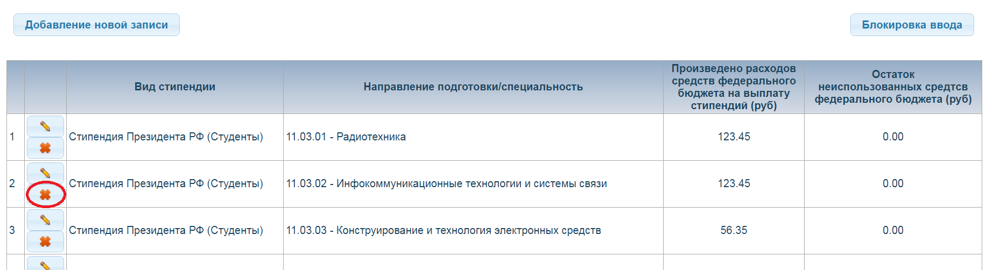 Добавление новой записи
Блокировка ввода
Вид стипендии
Направление подготовки/специальность
Произведено расходов
средств федерального
бюджета на выплату
стипендий (руб)
Остаток
неиспользованных средтсв
федерального бюджета (руб)
1 Стипендия Президента РФ (Студенты) 11.03.01 - Радиотехника 123.45 0.00
2 Стипендия Президента РФ (Студенты) 11.03.02 - Инфокоммуникационные технологии и системы связи 123.45 0.00
3 Стипендия Президента РФ (Студенты) 11.03.03 - Конструирование и технология электронных средств 56.35 0.00